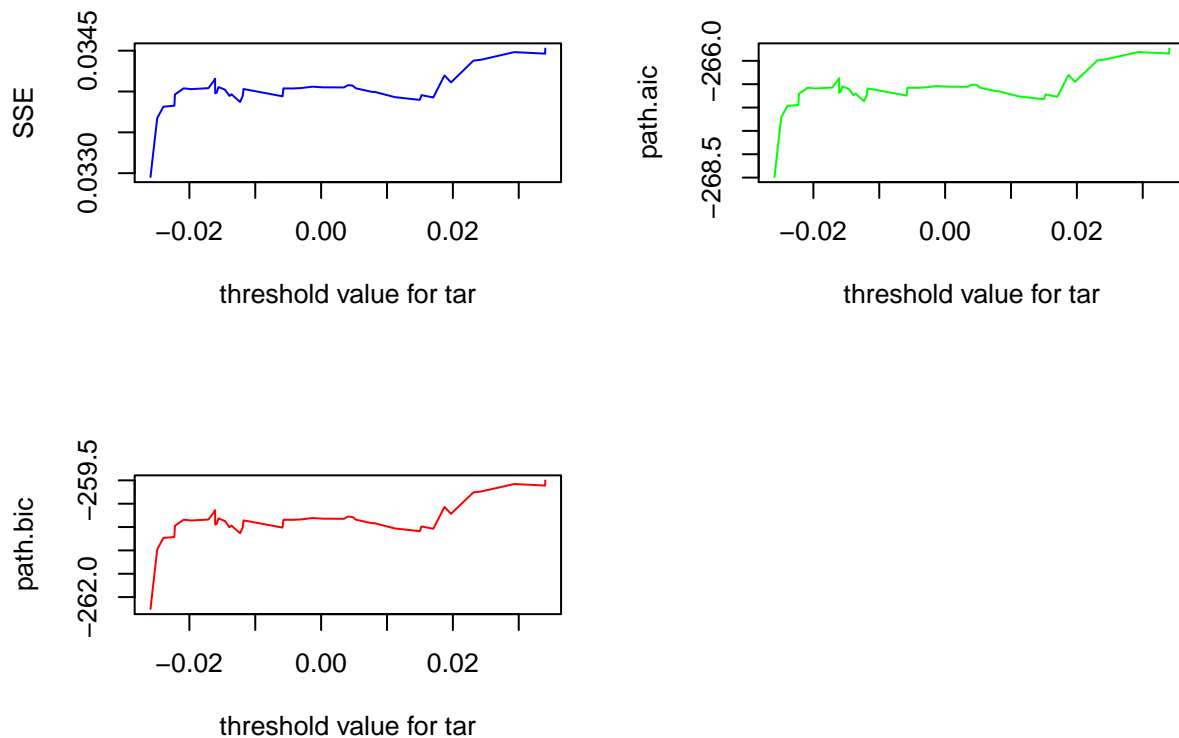 SSE
0.0345
0.0330
−0.02 0.00 0.02
threshold value for tar
path.aic
−266.0
−268.5
−0.02 0.00 0.02
threshold value for tar
path.bic
−259.5
−262.0
−0.02 0.00 0.02
threshold value for tar